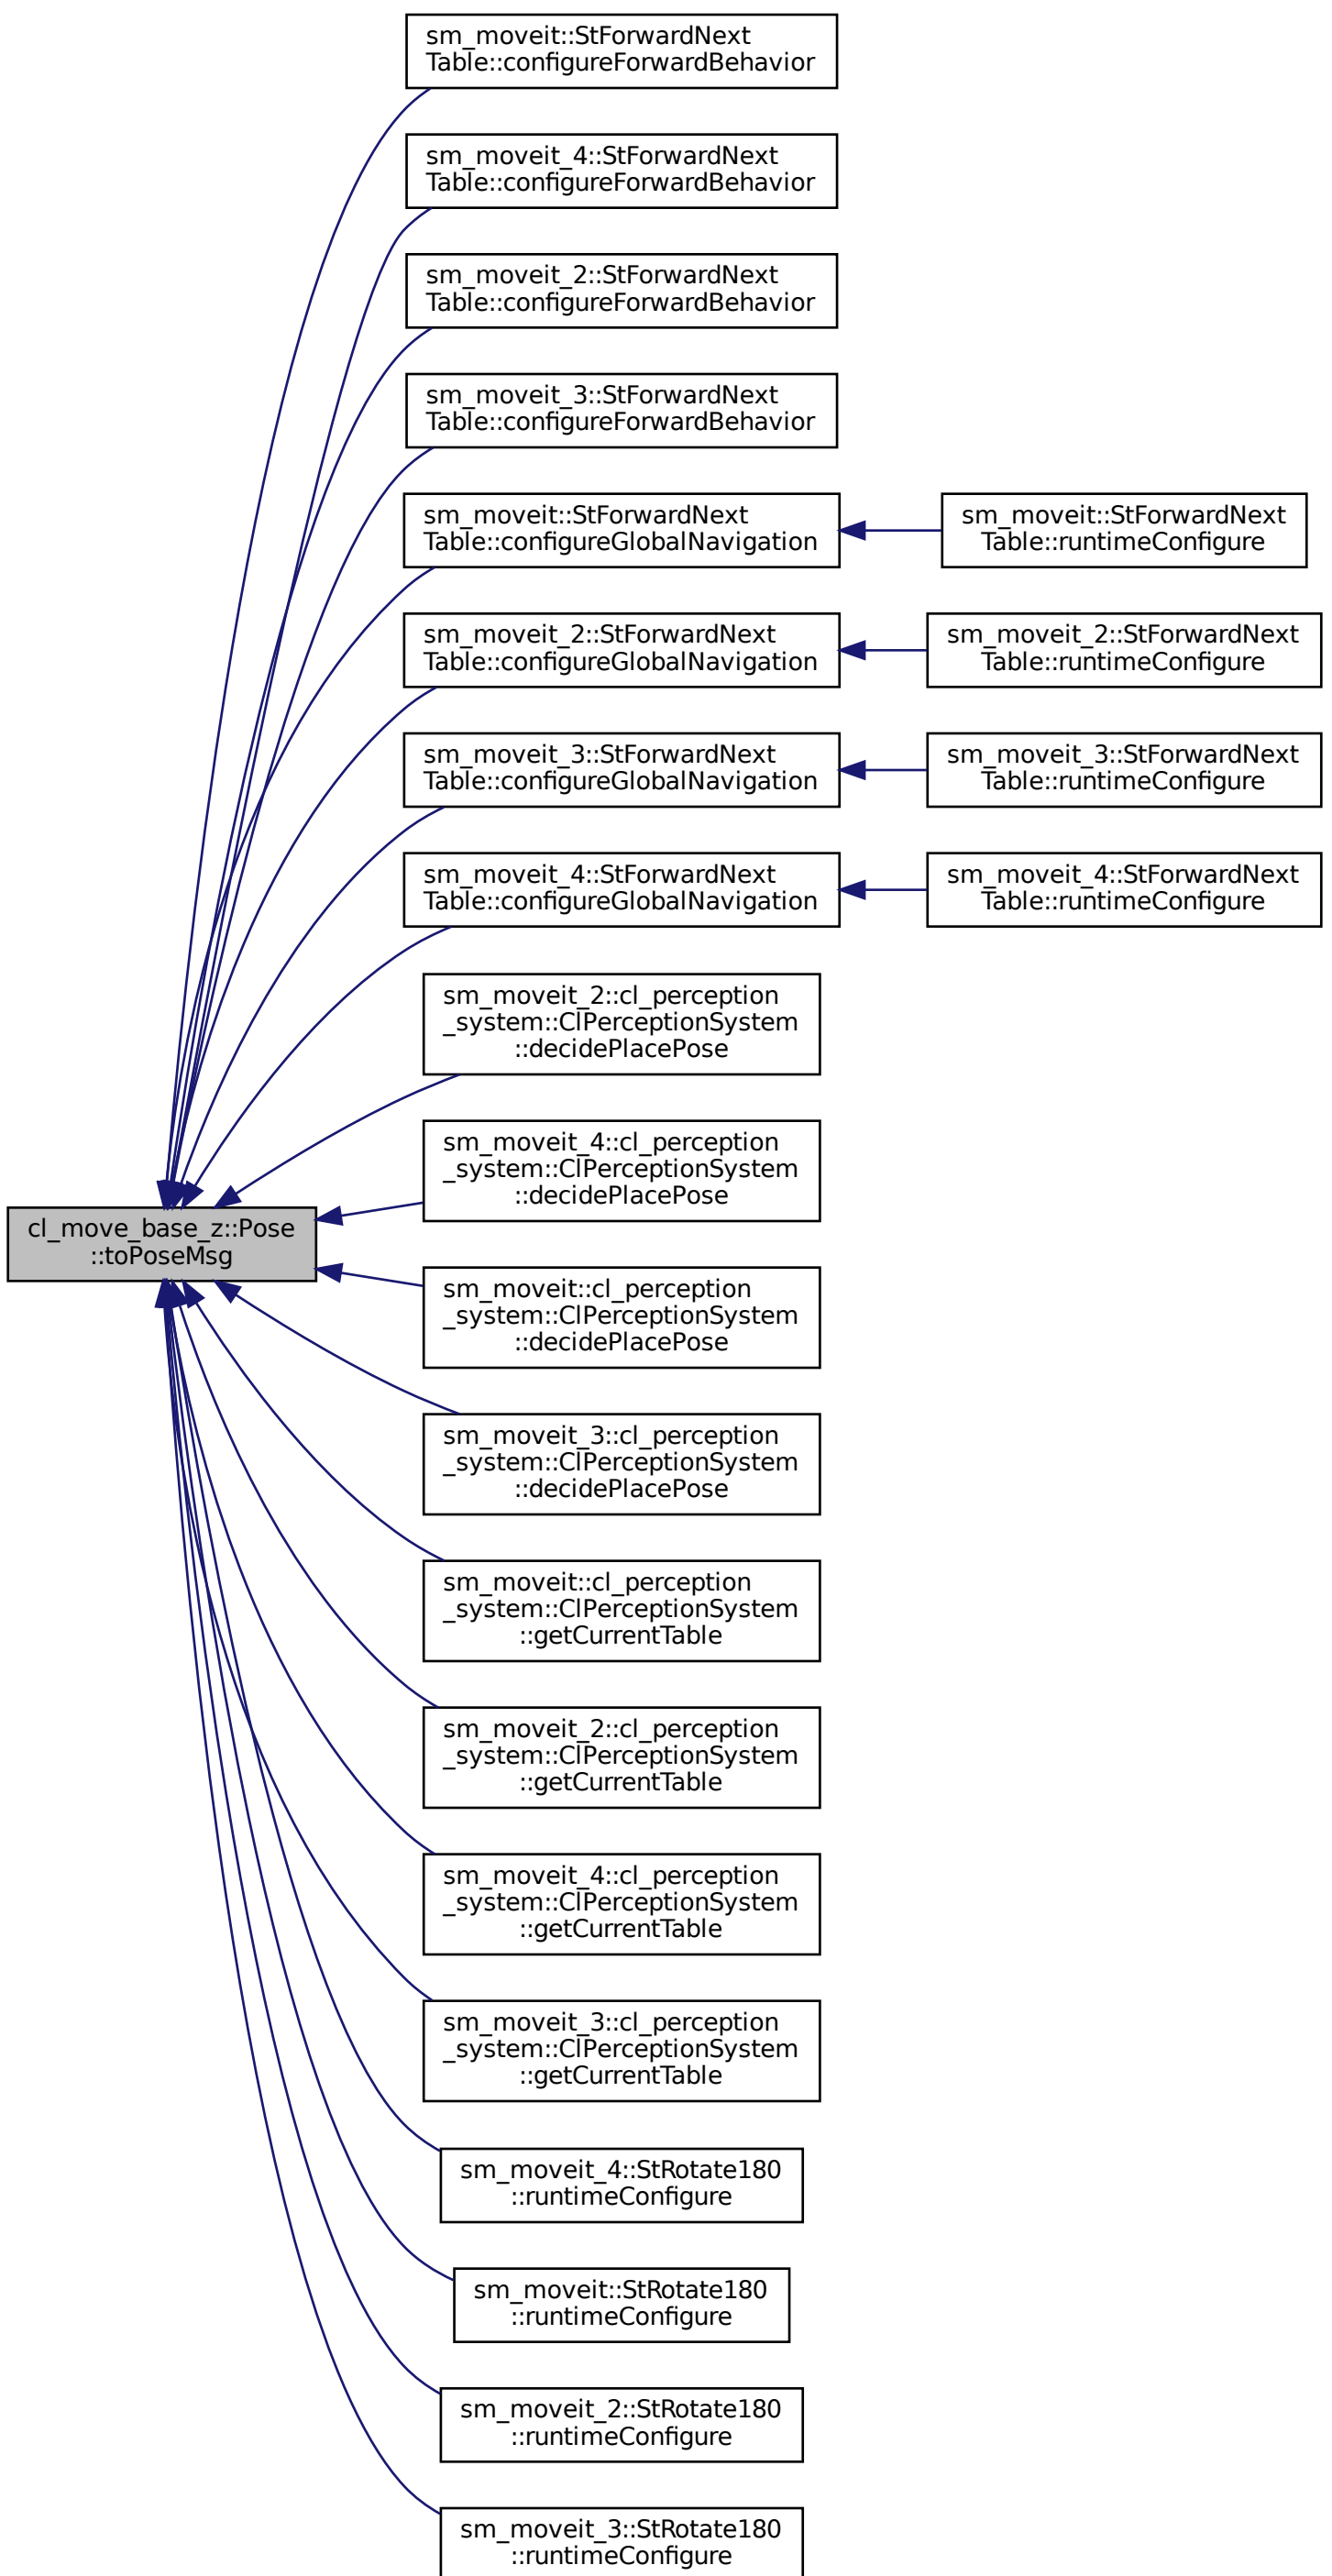 sm_moveit::StForwardNext
Table::configureForwardBehavior
sm_moveit_4::StForwardNext
Table::configureForwardBehavior
sm_moveit_2::StForwardNext
Table::configureForwardBehavior
sm_moveit_3::StForwardNext
Table::configureForwardBehavior
sm_moveit::StForwardNext
Table::configureGlobalNavigation
sm_moveit::StForwardNext
Table::runtimeConfigure
sm_moveit_2::StForwardNext
Table::configureGlobalNavigation
sm_moveit_2::StForwardNext
Table::runtimeConfigure
sm_moveit_3::StForwardNext
Table::configureGlobalNavigation
sm_moveit_3::StForwardNext
Table::runtimeConfigure
sm_moveit_4::StForwardNext
Table::configureGlobalNavigation
sm_moveit_4::StForwardNext
Table::runtimeConfigure
sm_moveit_2::cl_perception
_system::ClPerceptionSystem
::decidePlacePose
sm_moveit_4::cl_perception
_system::ClPerceptionSystem
::decidePlacePose
cl_move_base_z::Pose
::toPoseMsg
sm_moveit::cl_perception
_system::ClPerceptionSystem
::decidePlacePose
sm_moveit_3::cl_perception
_system::ClPerceptionSystem
::decidePlacePose
sm_moveit::cl_perception
_system::ClPerceptionSystem
::getCurrentTable
sm_moveit_2::cl_perception
_system::ClPerceptionSystem
::getCurrentTable
sm_moveit_4::cl_perception
_system::ClPerceptionSystem
::getCurrentTable
sm_moveit_3::cl_perception
_system::ClPerceptionSystem
::getCurrentTable
sm_moveit_4::StRotate180
::runtimeConfigure
sm_moveit::StRotate180
::runtimeConfigure
sm_moveit_2::StRotate180
::runtimeConfigure
sm_moveit_3::StRotate180
::runtimeConfigure